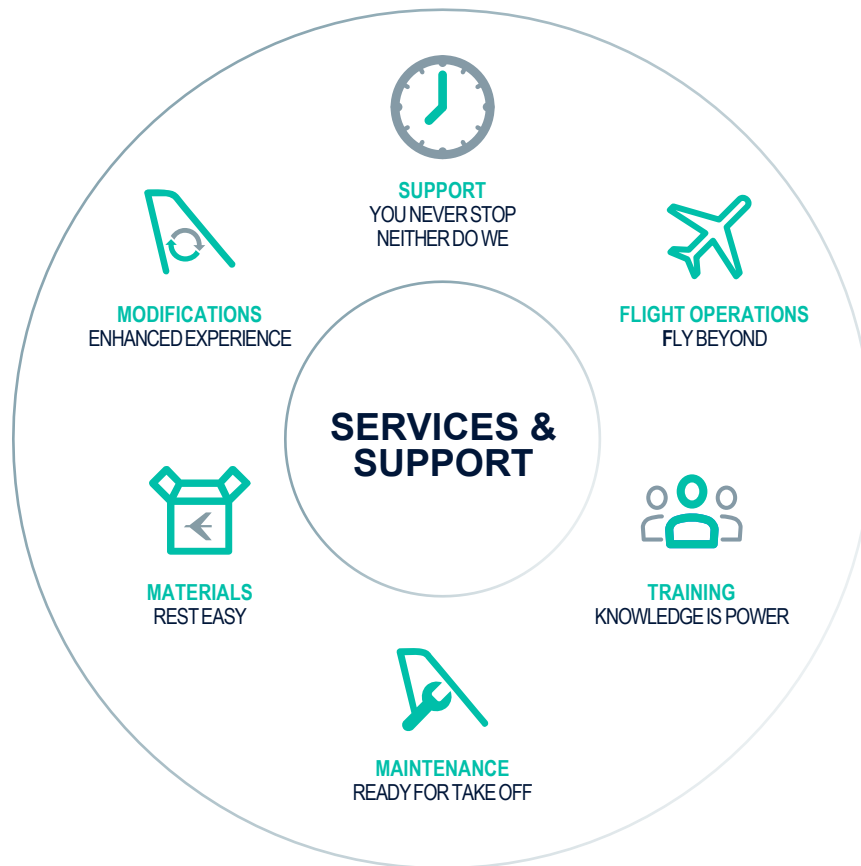 SUPPORT
YOU NEVER STOP
NEITHER DO WE
MODIFICATIONS
ENHANCED EXPERIENCE
FLIGHT OPERATIONS
FLY BEYOND
SERVICES &
SUPPORT
MATERIALS
REST EASY
TRAINING
KNOWLEDGE IS POWER
MAINTENANCE
READY FOR TAKE OFF